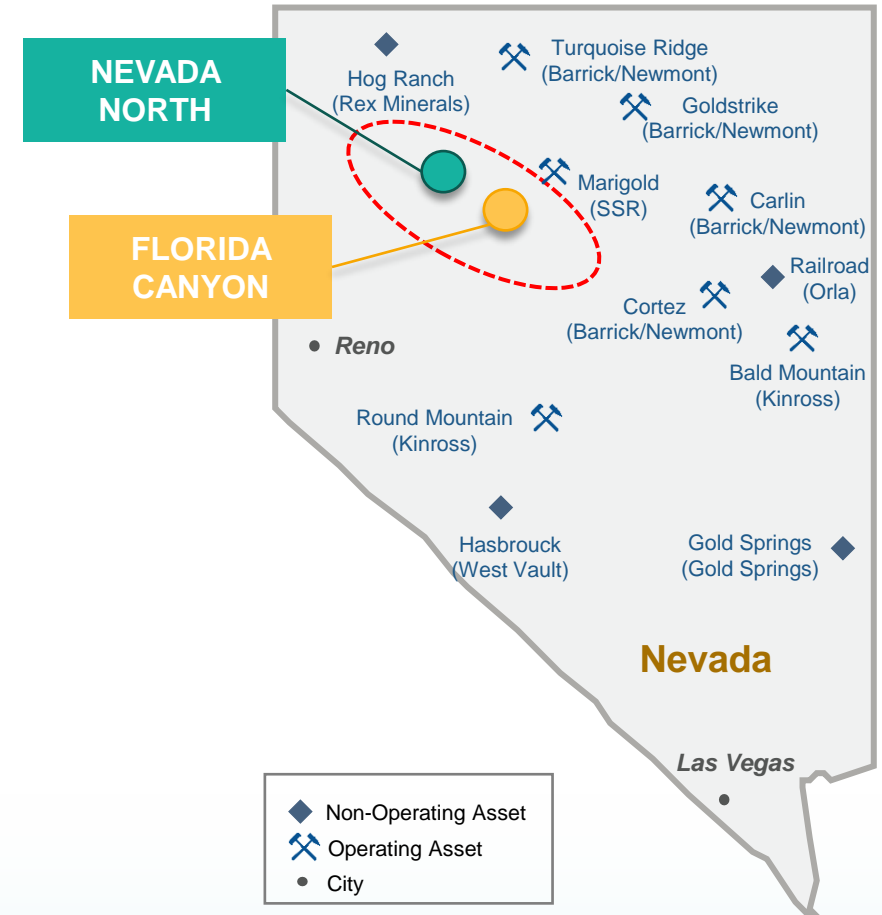 NEVADA
NORTH
Hog Ranch
(Rex Minerals)
Turquoise Ridge
(Barrick/Newmont)
Goldstrike
(Barrick/Newmont)
Marigold
(SSR)
Carlin
(Barrick/Newmont)
FLORIDA
CANYON
Railroad
(Orla)
Cortez
(Barrick/Newmont)
Reno
Bald Mountain
(Kinross)
Round Mountain
(Kinross)
Hasbrouck
(West Vault)
Gold Springs
(Gold Springs)
Nevada
Las Vegas
Non-Operating Asset
Operating Asset
City